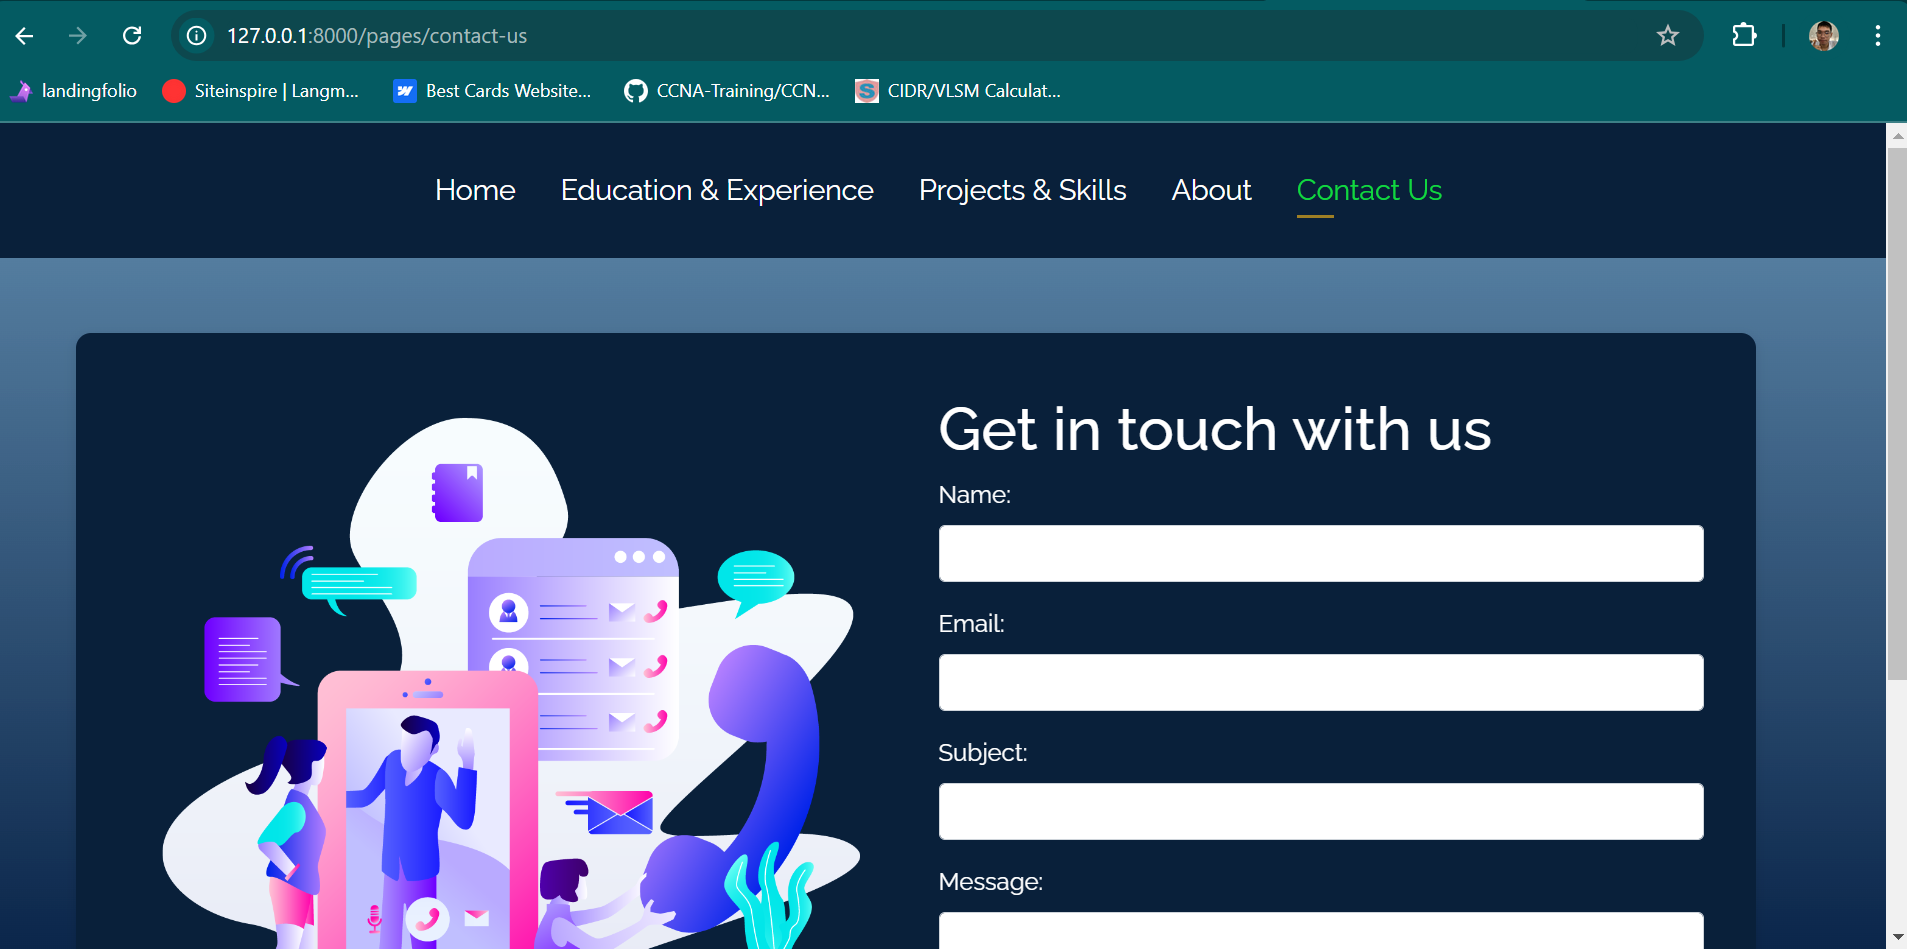 127.0.0.1:8000/pages/contact-us
landingfolio Siteinspire | Langm... Best Cards Website... CCNA-Training/CCN... CIDR/VLSM Calculat...
Home Education & Experience Projects & Skills About Contact Us
Get in touch with us
Name:
Email:
Subject:
Message: